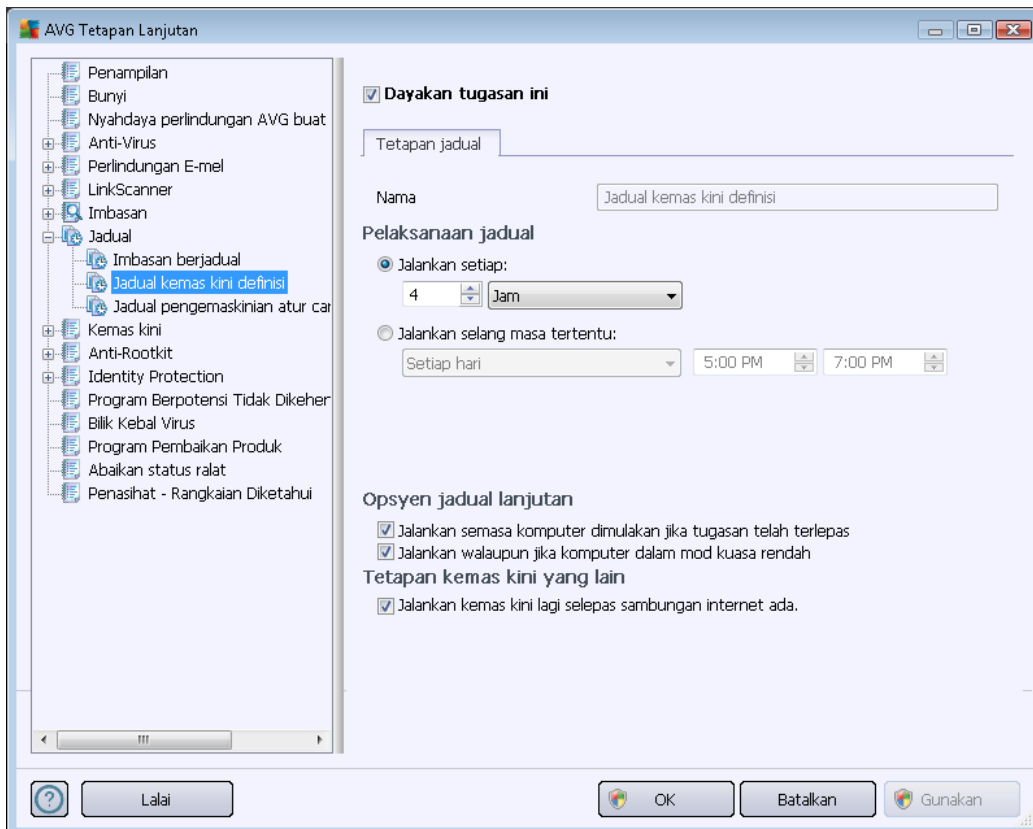 AVG Tetapan Lanjutan
Penampilan
Bunyi
Nyahdaya perlindungan AVG buat
Anti-Virus
Perlindungan E-mel
LinkScanner
Imbasan
Jadual
Imbasan berjadual
Jadual kemas kini definisi
Jadual pengemaskinian atur car
Kemas kini
Anti-Rootkit
Identity Protection
Program Berpotensi Tidak Dikeher
Bilik Kebal Virus
Program Pembaikan Produk
Abaikan status ralat
Penasihat - Rangkaian Diketahui
Dayakan tugasan ini
Tetapan jadual
Nama Jadual kemas kini definisi
Pelaksanaan jadual
Jalankan setiap:
4 Jam
Jalankan selang masa tertentu:
Setiap hari 5:00 PM 7:00 PM
Opsyen jadual lanjutan
Jalankan semasa komputer dimulakan jika tugasan telah terlepas
Jalankan walaupun jika komputer dalam mod kuasa rendah
Tetapan kemas kini yang lain
Jalankan kemas kini lagi selepas sambungan internet ada.
? Lalai OK Batalkan Gunakan